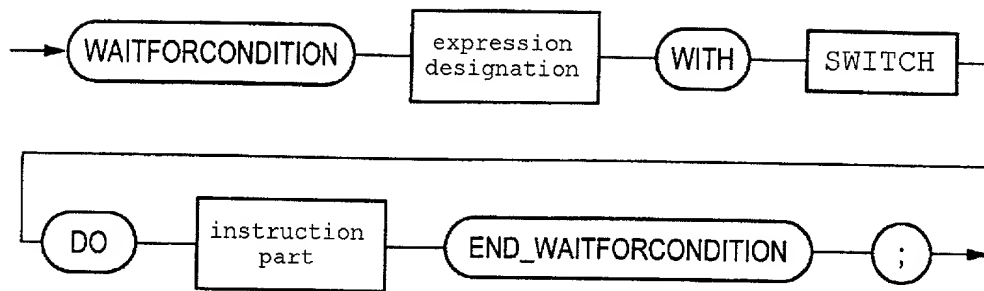 WAITFORCONDITION
expression
designation
WITH
SWITCH
DO
instruction
part
END_WAITFORCONDITION
;